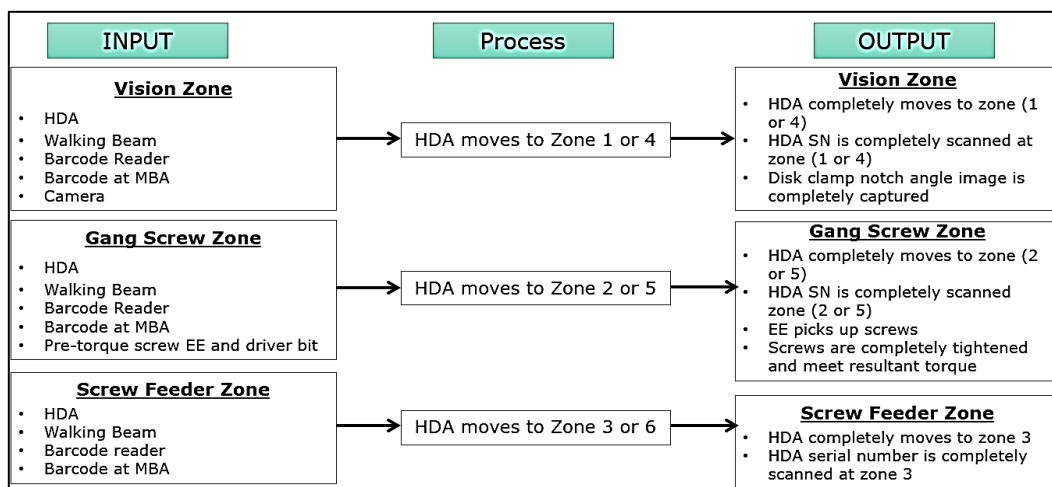 INPUT
Process
OUTPUT
Vision Zone
• HDA
• Walking Beam
• Barcode Reader
• Barcode at MBA
• Camera
HDA moves to Zone 1 or 4
Vision Zone
• HDA completely moves to zone (1
or 4)
• HDA SN is completely scanned at
zone (1 or 4)
• Disk clamp notch angle image is
completely captured
Gang Screw Zone
• HDA
• Walking Beam
• Barcode Reader
• Barcode at MBA
• Pre-torque screw EE and driver bit
HDA moves to Zone 2 or 5
Gang Screw Zone
• HDA completely moves to zone (2
or 5)
• HDA SN is completely scanned
zone (2 or 5)
• EE picks up screws
• Screws are completely tightened
and meet resultant torque
Screw Feeder Zone
• HDA
• Walking Beam
• Barcode reader
• Barcode at MBA
HDA moves to Zone 3 or 6
Screw Feeder Zone
• HDA completely moves to zone 3
• HDA serial number is completely
scanned at zone 3